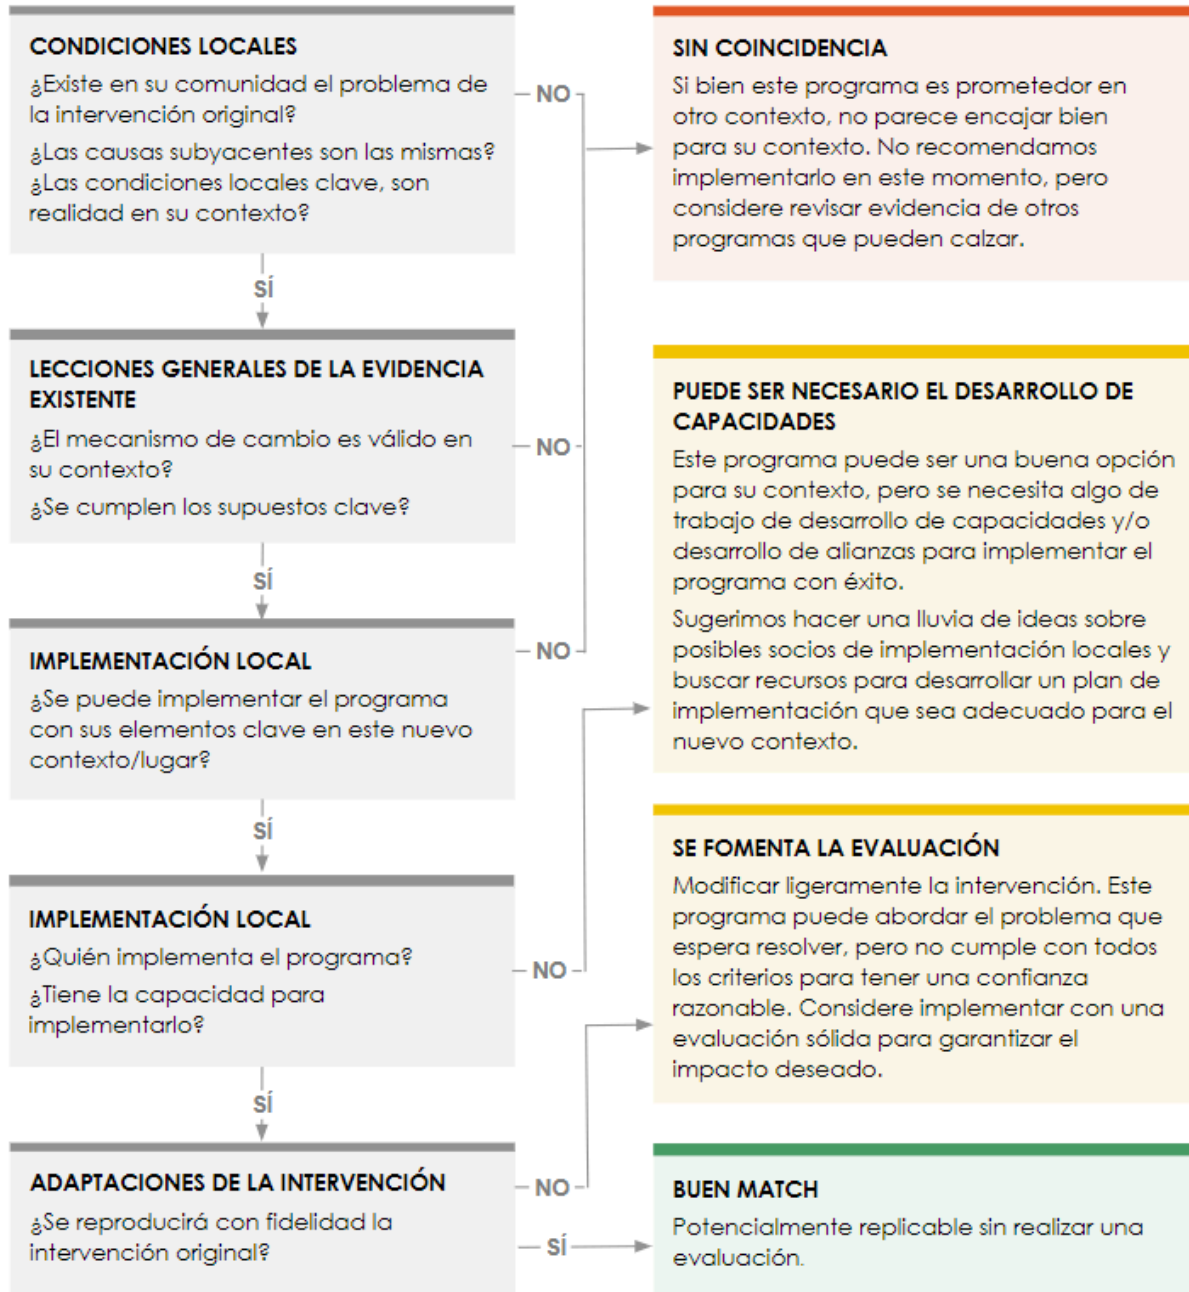 CONDICIONES LOCALES
¿Existe en su comunidad el problema de
la intervención original?
¿Las causas subyacentes son las mismas?
¿Las condiciones locales clave, son
realidad en su contexto?
NO
SÍ
SIN COINCIDENCIA
Si bien este programa es prometedor en
otro contexto, no parece encajar bien
para su contexto. No recomendamos
implementarlo en este momento, pero
considere revisar evidencia de otros
programas que pueden calzar.
LECCIONES GENERALES DE LA EVIDENCIA
EXISTENTE
¿El mecanismo de cambio es válido en
su contexto?
¿Se cumplen los supuestos clave?
NO
SÍ
PUEDE SER NECESARIO EL DESARROLLO DE
CAPACIDADES
Este programa puede ser una buena opción
para su contexto, pero se necesita algo de
trabajo de desarrollo de capacidades y/o
desarrollo de alianzas para implementar el
programa con éxito.
Sugerimos hacer una lluvia de ideas sobre
posibles socios de implementación locales y
buscar recursos para desarrollar un plan de
implementación que sea adecuado para el
nuevo contexto.
IMPLEMENTACIÓN LOCAL
¿Se puede implementar el programa
con sus elementos clave en este nuevo
contexto/lugar?
NO
SÍ
IMPLEMENTACIÓN LOCAL
¿Quién implementa el programa?
¿Tiene la capacidad para
implementarlo?
NO
SÍ
SE FOMENTA LA EVALUACIÓN
Modificar ligeramente la intervención. Este
programa puede abordar el problema que
espera resolver, pero no cumple con todos
los criterios para tener una confianza
razonable. Considere implementar con una
evaluación sólida para garantizar el
impacto deseado.
ADAPTACIONES DE LA INTERVENCIÓN
¿Se reproducirá con fidelidad la
intervención original?
NO
SÍ
BUEN MATCH
Potencialmente replicable sin realizar una
evaluación.